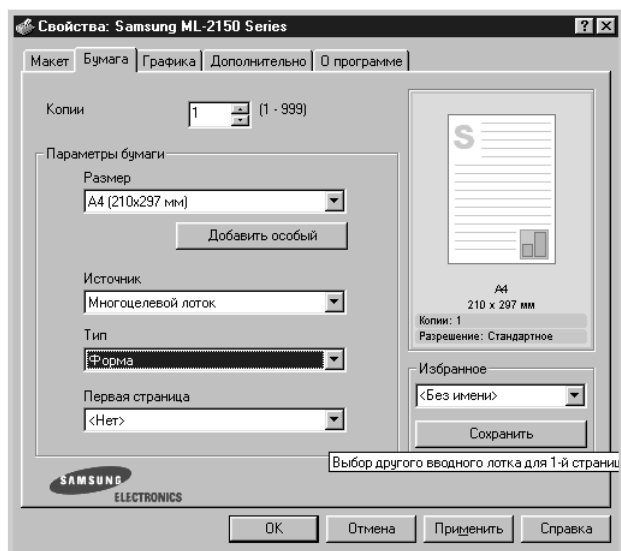 Свойства: Samsung ML-2150 Series
Макет Бумага Графика Дополнительно О программе
Копии 1 (1 - 999)
Параметры бумаги
Размер
A4 (210x297 мм)
Добавить особый
Источник
Многоцелевой лоток
Тип
Форма
Первая страница
<Нет>
S
A4
210 x 297 мм
Копии: 1
Разрешение: Стандартное
Избранное
<Без имени>
Сохранить
Выбор другого вводного лотка для 1-й страниц
SAMSUNG
ELECTRONICS
OK Отмена Применить Справка